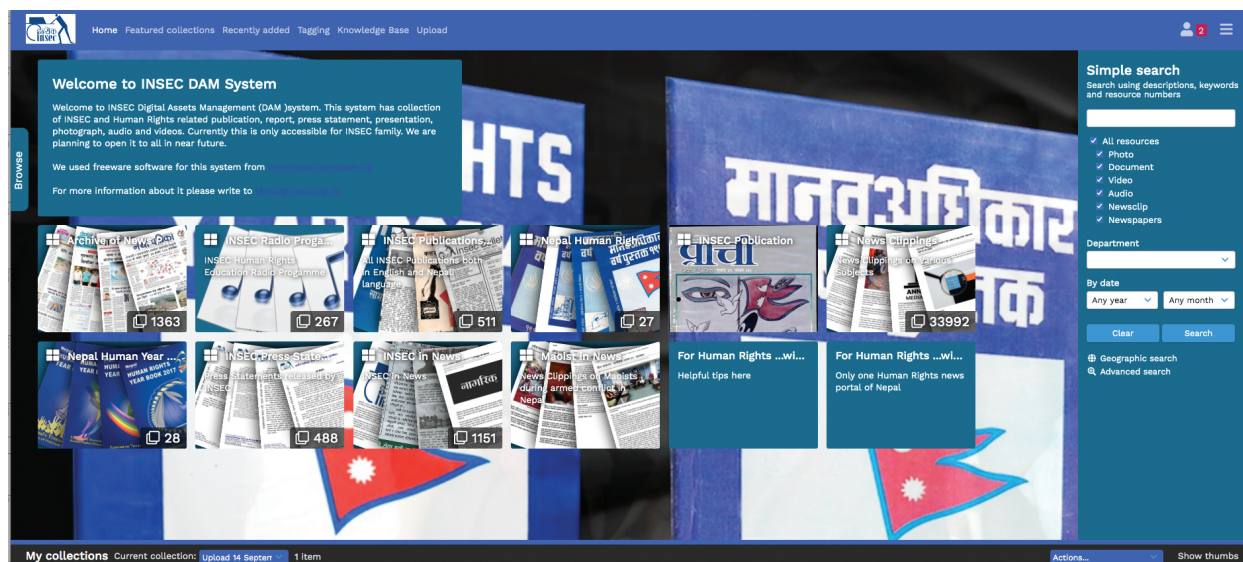 INSEC
Home Featured collections Recently added Tagging Knowledge Base Upload
2
Browse
Welcome to INSEC DAM System
Welcome to INSEC Digital Assets Management (DAM )system. This system has collection
of INSEC and Human Rights related publication, report, press statement, presentation,
photograph, audio and videos. Currently this is only accessible for INSEC family. We are
planning to open it to all in near future.
We used freeware software for this system from
For more information about it please write to
HTS
मानव अधिकार
Archive of News P...
1363
INSEC Radio Proga...
INSEC Human Rights
Education Radio Progamme
267
INSEC Publications...
All INSEC Publications both
in English and Nepali
language
511
Nepal Human Right...
27
INSEC Publication
प्राची
News Clippings
News Clippings on Various
Subjects
33992
Nepal Human Year ...
HUMAN RIGHTS
YEAR BOOK 2017
28
INSEC Press State...
Press Statements released by
INSEC
488
INSEC in News
INSEC in News
नागरिक
1151
Maoist in News
News Clippings on Maoists
during armed conflict in
Nepal
For Human Rights ...wi...
Helpful tips here
For Human Rights ...wi...
Only one Human Rights news
portal of Nepal
Simple search
Search using descriptions, keywords
and resource numbers
All resources
Photo
Document
Video
Audio
Newsclip
Newspapers
Department
By date
Any year Any month
Clear Search
Geographic search
Advanced search
My collections Current collection: Upload 14 Septem 1 item
Actions... Show thumbs